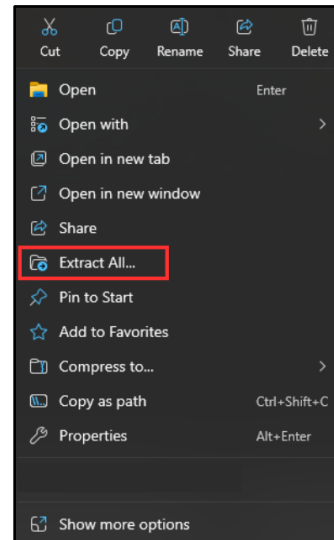 Cut Copy Rename Share Delete
Open Enter
Open with
Open in new tab
Open in new window
Share
Extract All...
Pin to Start
Add to Favorites
Compress to...
Copy as path Ctrl+Shift+C
Properties Alt+Enter
Show more options